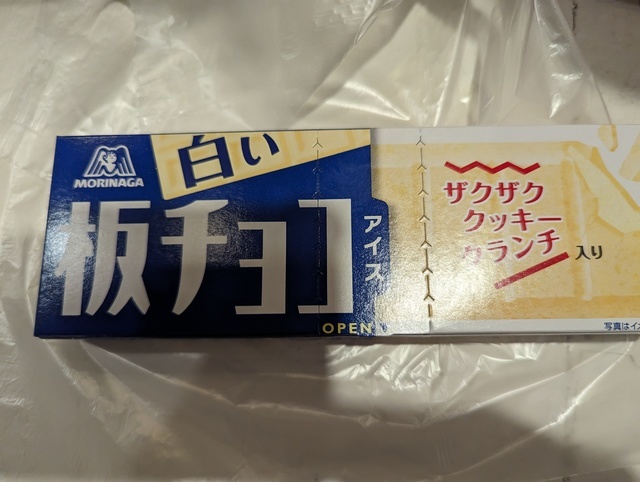 MORINAGA
白い
板チョコ
アイス
OPEN
ザクザク
クッキー
クランチ
入り
写真はイ